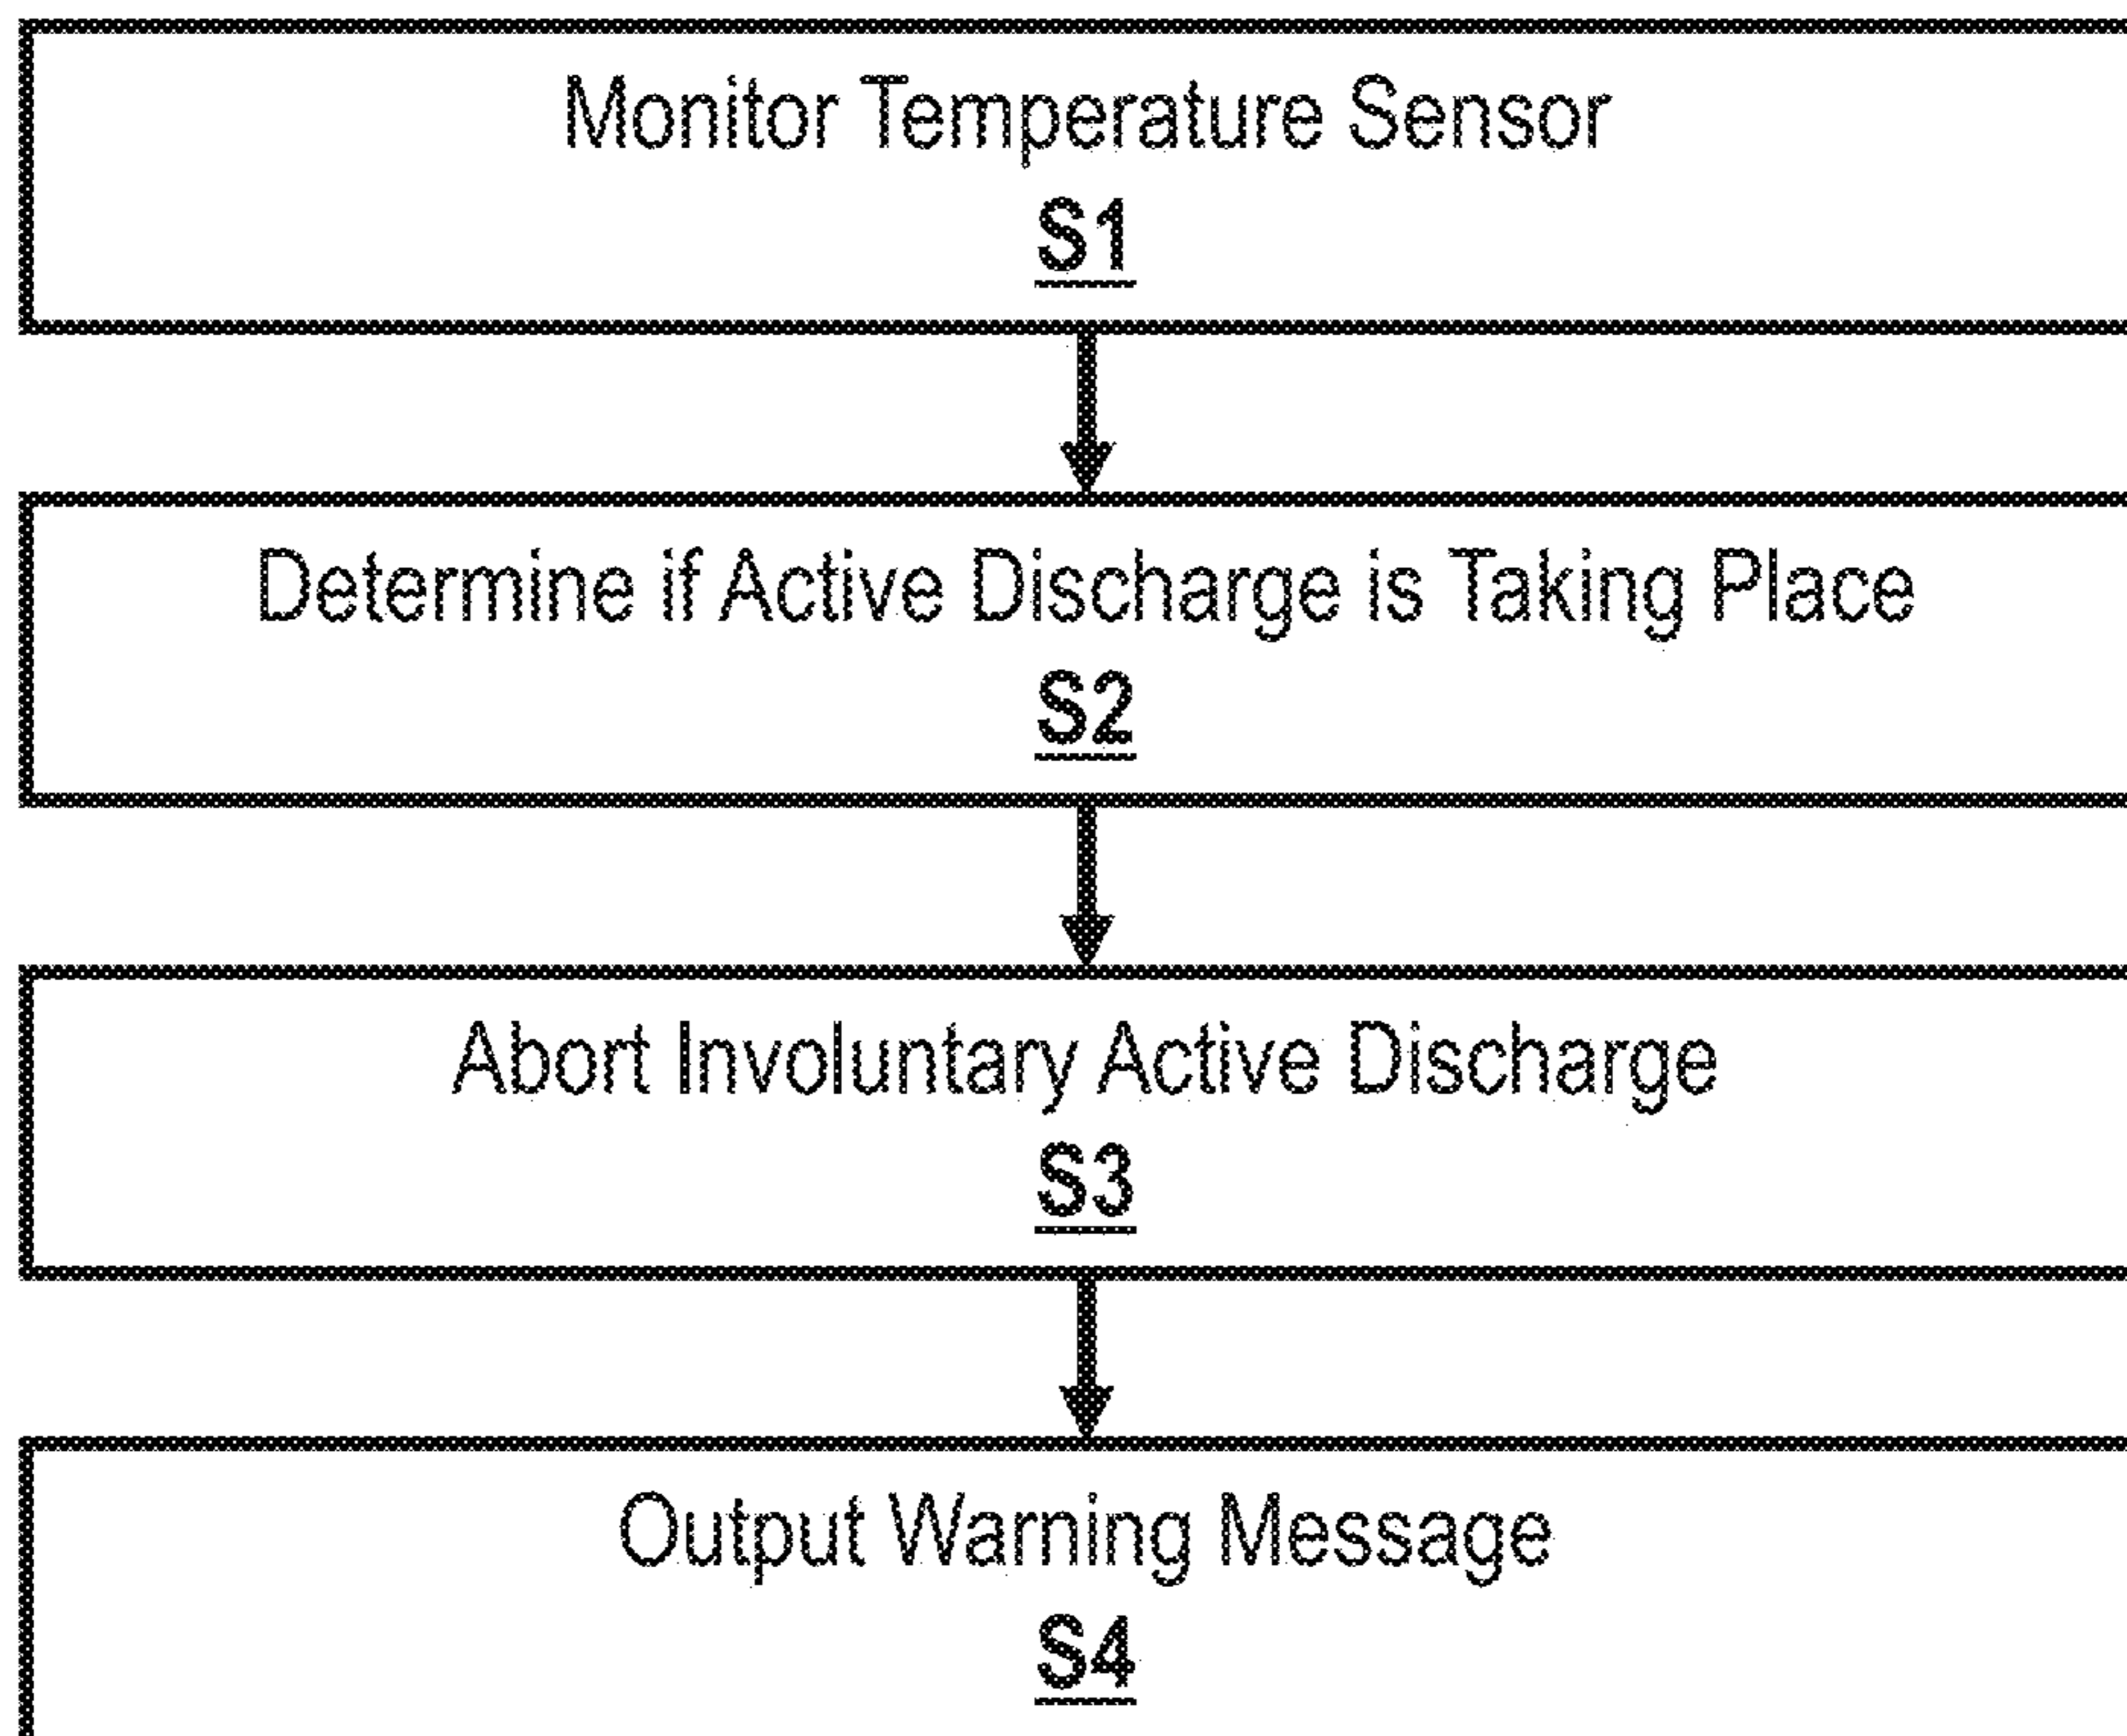 Monitor Temperature Sensor
S1
Determine if Active Discharge is Taking Place
S2
Abort Involuntary Active Discharge
S3
Output Warning Message
S4